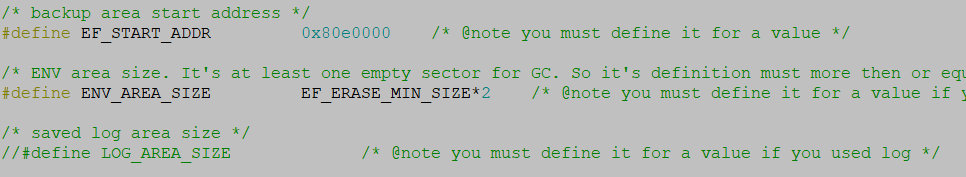 /* backup area start address */
#define EF_START_ADDR 0x80e0000 /* @note you must define it for a value */
/* ENV area size. It's at least one empty sector for GC. So it's definition must more then or equ
#define ENV_AREA_SIZE EF_ERASE_MIN_SIZE*2 /* @note you must define it for a value if y
/* saved log area size */
//#define LOG_AREA_SIZE /* @note you must define it for a value if you used log */